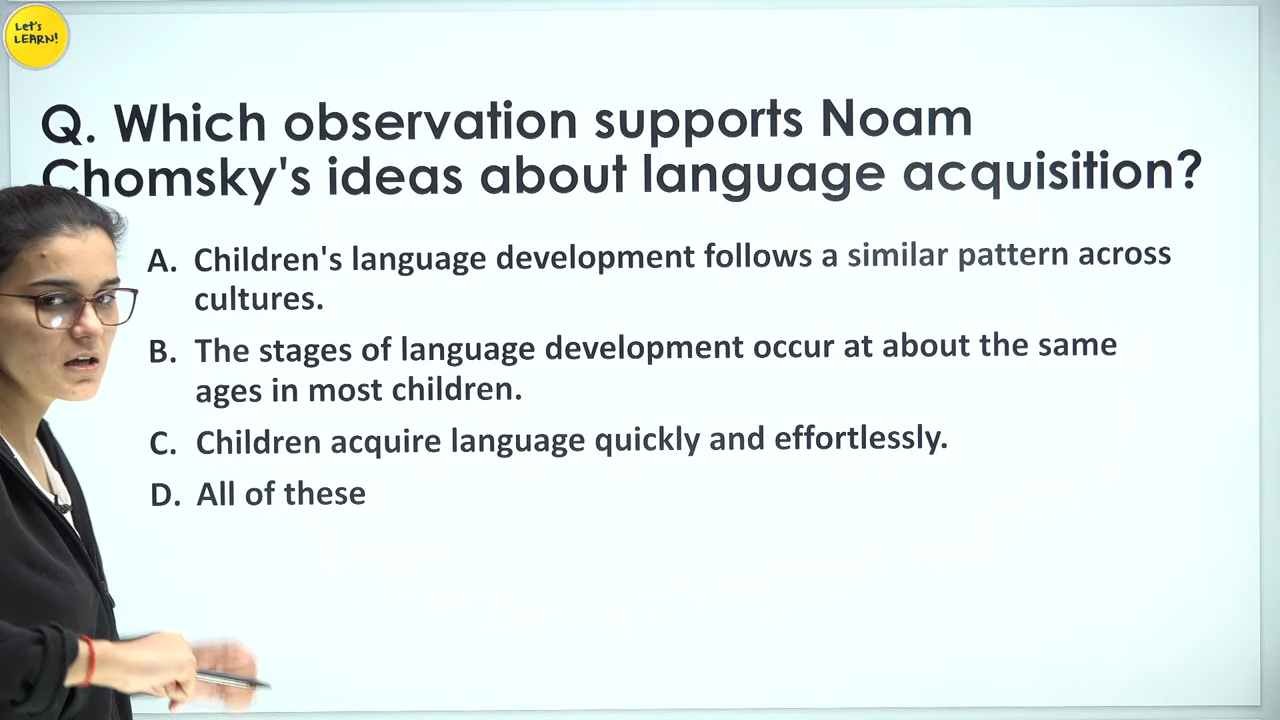 Let's
LEARN!
Q. Which observation supports Noam
Chomsky's ideas about language acquisition?
A. Children's language development follows a similar pattern across
cultures.
B. The stages of language development occur at about the same
ages in most children.
C. Children acquire language quickly and effortlessly.
D. All of these